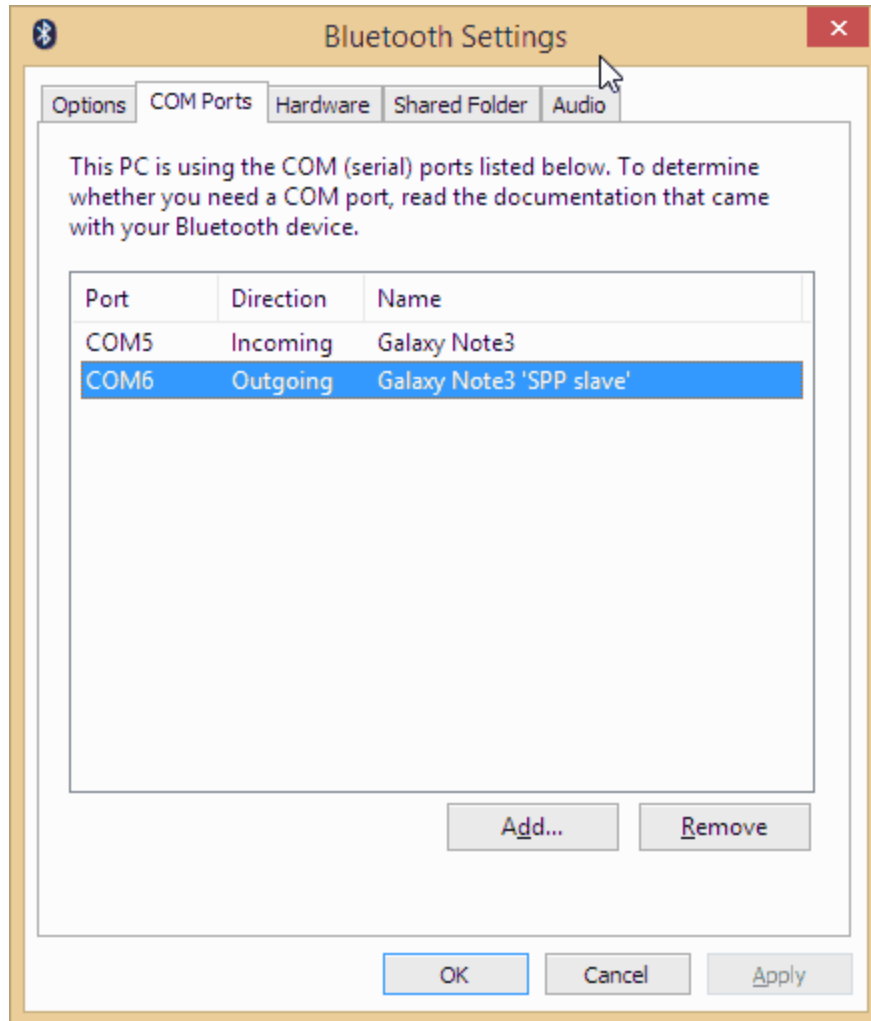 Bluetooth Settings
Options COM Ports Hardware Shared Folder Audio
This PC is using the COM (serial) ports listed below. To determine
whether you need a COM port, read the documentation that came
with your Bluetooth device.
Port Direction Name
COM5 Incoming Galaxy Note3
COM6 Outgoing Galaxy Note3 'SPP slave'
Add... Remove
OK Cancel Apply